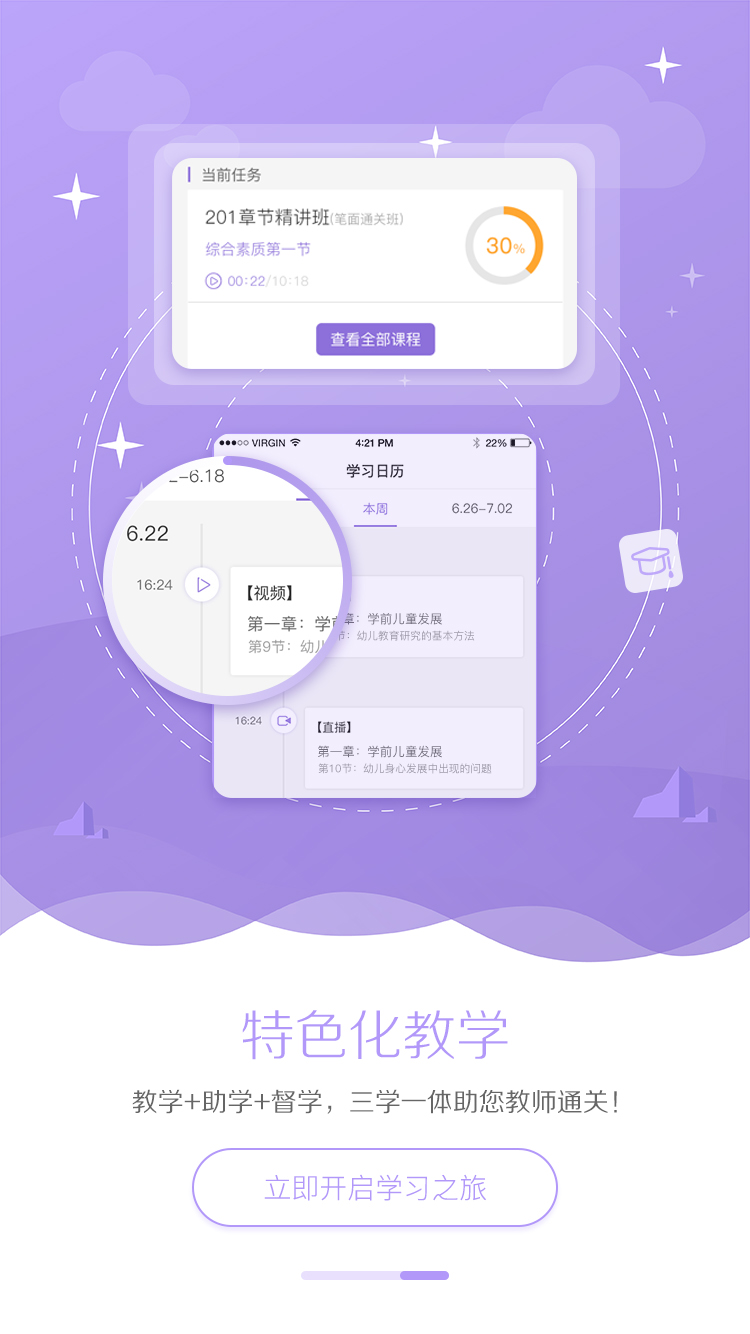 当前任务
201章节精讲班(笔面通关班)
综合素质第一节
30%
00:22/10:18
查看全部课程
VIRGIN 4:21 PM 22%
学习日历
–6.18 本周 6.26–7.02
6.22
16:24
【视频】
第一章：学前
章：学前儿童发展
第9节：幼儿
节：幼儿教育研究的基本方法
16:24
【直播】
第一章：学前儿童发展
第10节：幼儿身心发展中出现的问题
特色化教学
教学+助学+督学，三学一体助您教师通关！
立即开启学习之旅